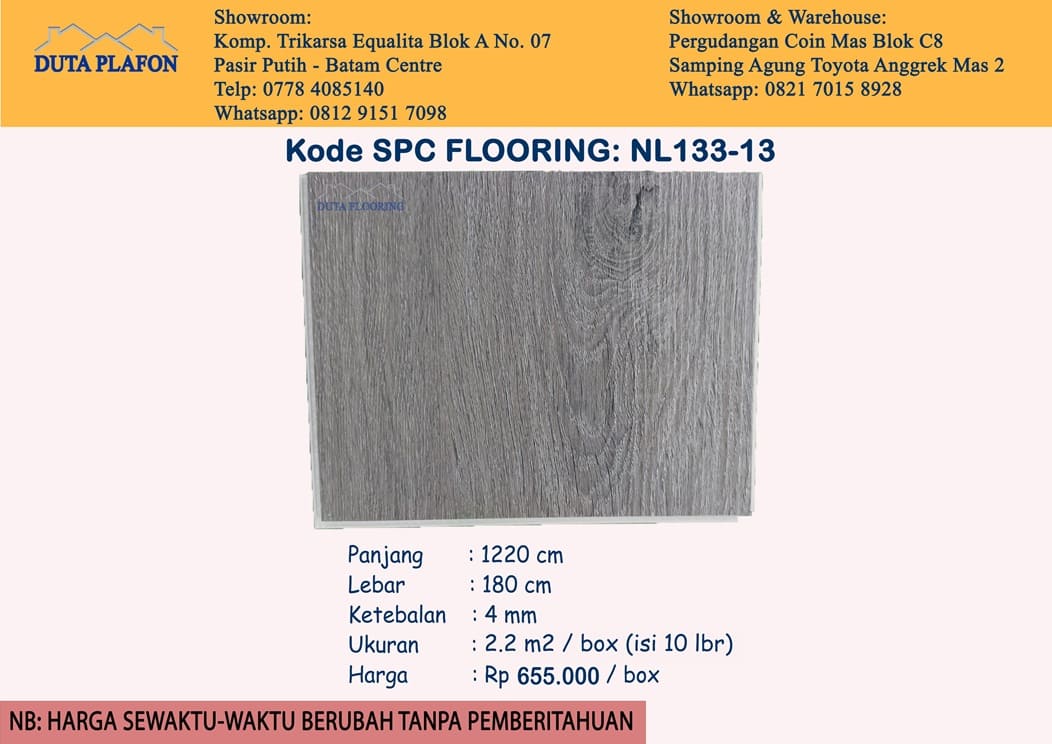 DUTA PLAFON
Showroom:
Komp. Trikarsa Equalita Blok A No. 07
Pasir Putih - Batam Centre
Telp: 0778 4085140
Whatsapp: 0812 9151 7098
Showroom & Warehouse:
Pergudangan Coin Mas Blok C8
Samping Agung Toyota Anggrek Mas 2
Whatsapp: 0821 7015 8928
Kode SPC FLOORING: NL133-13
DUTA FLOORING
Panjang : 1220 cm
Lebar : 180 cm
Ketebalan : 4 mm
Ukuran : 2.2 m2 / box (isi 10 lbr)
Harga : Rp 655.000 / box
NB: HARGA SEWAKTU-WAKTU BERUBAH TANPA PEMBERITAHUAN